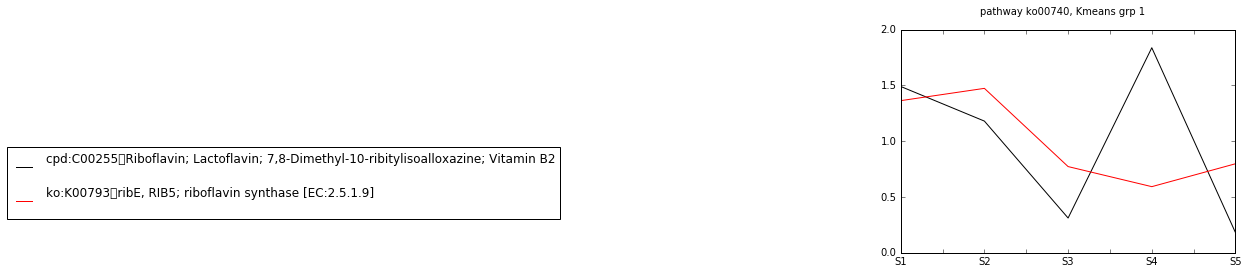 pathway ko00740, Kmeans grp 1
cpd:C00255▯Riboflavin; Lactoflavin; 7,8-Dimethyl-10-ribitylisoalloxazine; Vitamin B2
ko:K00793▯ribE, RIB5; riboflavin synthase [EC:2.5.1.9]
2.0
1.5
1.0
0.5
0.0
S1 S2 S3 S4 S5